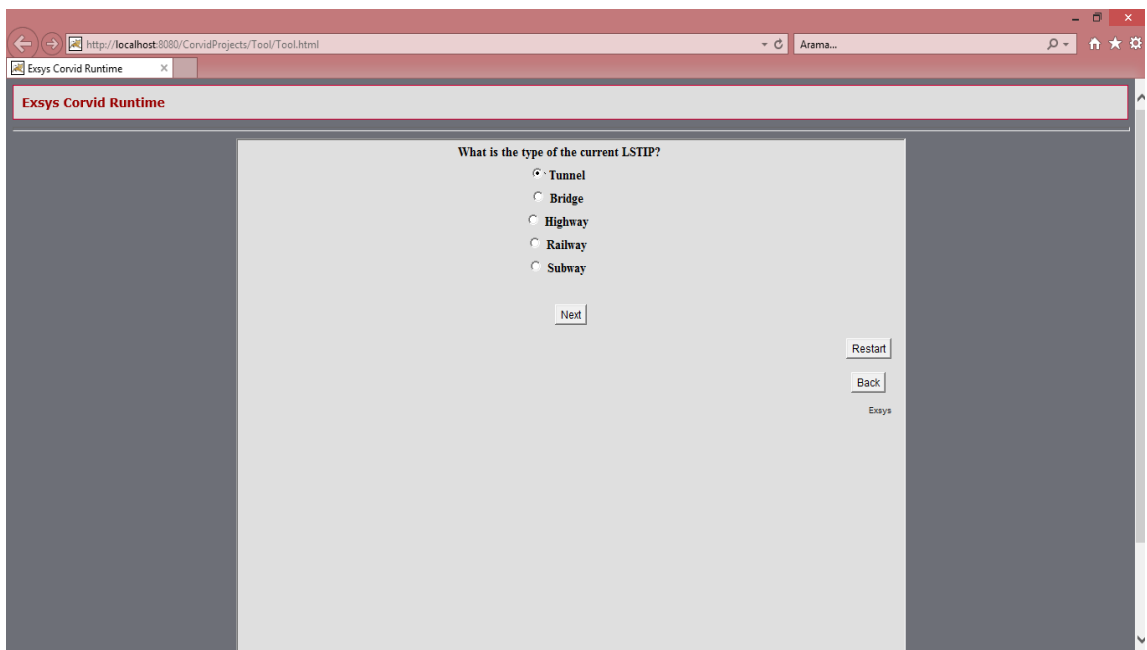 http://localhost:8080/CorvidProjects/Tool/Tool.html
Arama...
Exsys Corvid Runtime
Exsys Corvid Runtime
What is the type of the current LSTIP?
Tunnel
Bridge
Highway
Railway
Subway
Next
Restart
Back
Exsys